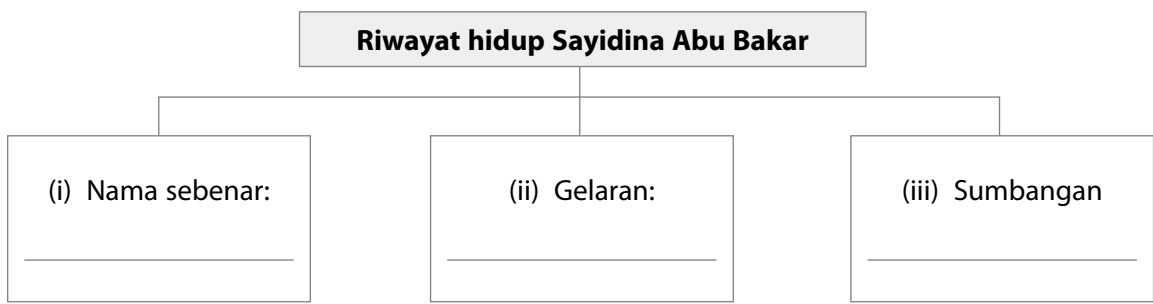 Riwayat hidup Sayidina Abu Bakar
(i) Nama sebenar:
(ii) Gelaran:
(iii) Sumbangan